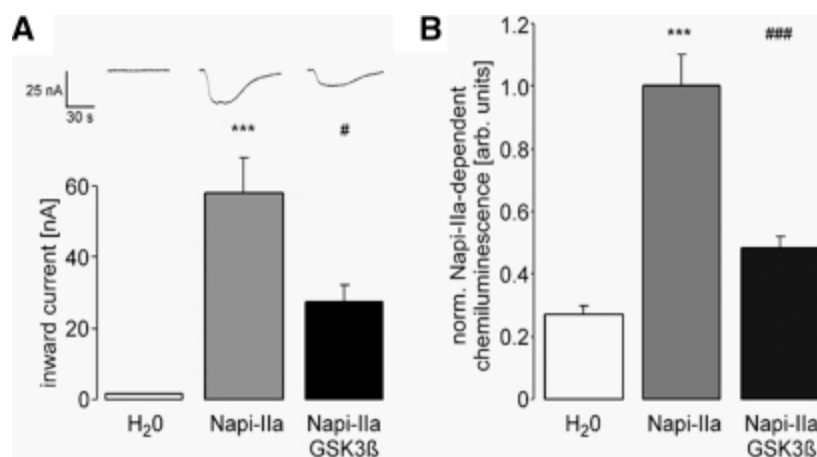 A
25 nA
30 s
***
#
inward current [nA]
60
40
20
0
H20
Napi-IIa
Napi-IIa
GSK3ß
B
norm. Napi-IIa-dependent
chemiluminescence [arb. units]
1.2
1.0
1.2
0.6
0.4
0.2
0
***
###
H20
Napi-IIa
Napi-IIa
GSK3ß